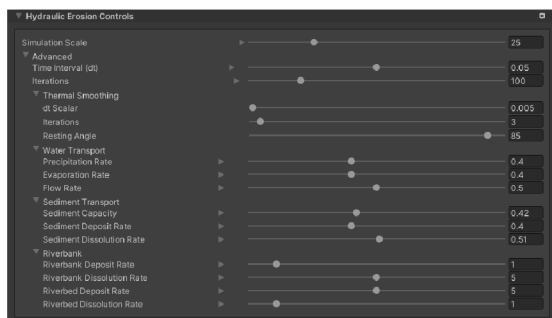 Hydraulic Erosion Controls
Simulation Scale 25
Advanced
Time Interval (dt) 0.05
Iterations 100
Thermal Smoothing
dt Scalar 0.005
Iterations 3
Resting Angle 85
Water Transport
Precipitation Rate 0.4
Evaporation Rate 0.4
Flow Rate 0.5
Sediment Transport
Sediment Capacity 0.42
Sediment Deposit Rate 0.4
Sediment Dissolution Rate 0.51
Riverbank
Riverbank Deposit Rate 1
Riverbank Dissolution Rate 5
Riverbed Deposit Rate 5
Riverbed Dissolution Rate 1